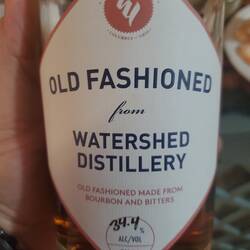 OLD FASHIONED
from
WATERSHED
DISTILLERY
OLD FASHIONED MADE FROM
BOURBON AND BITTERS
34.4%
ALC/VOL